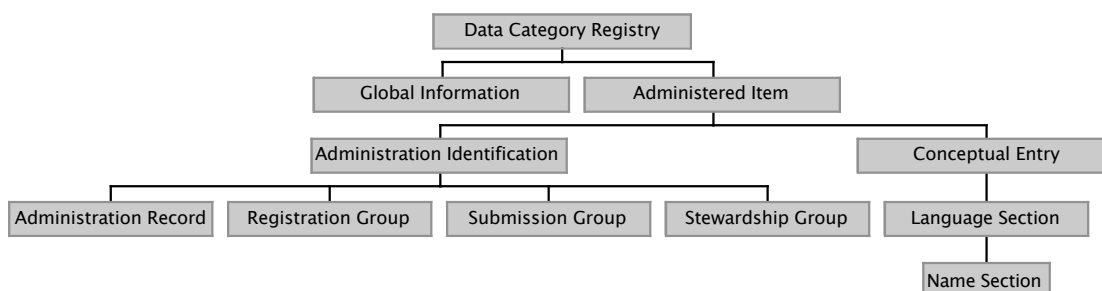 Data Category Registry
Global Information
Administered Item
Administration Identification
Conceptual Entry
Administration Record
Registration Group
Submission Group
Stewardship Group
Language Section
Name Section